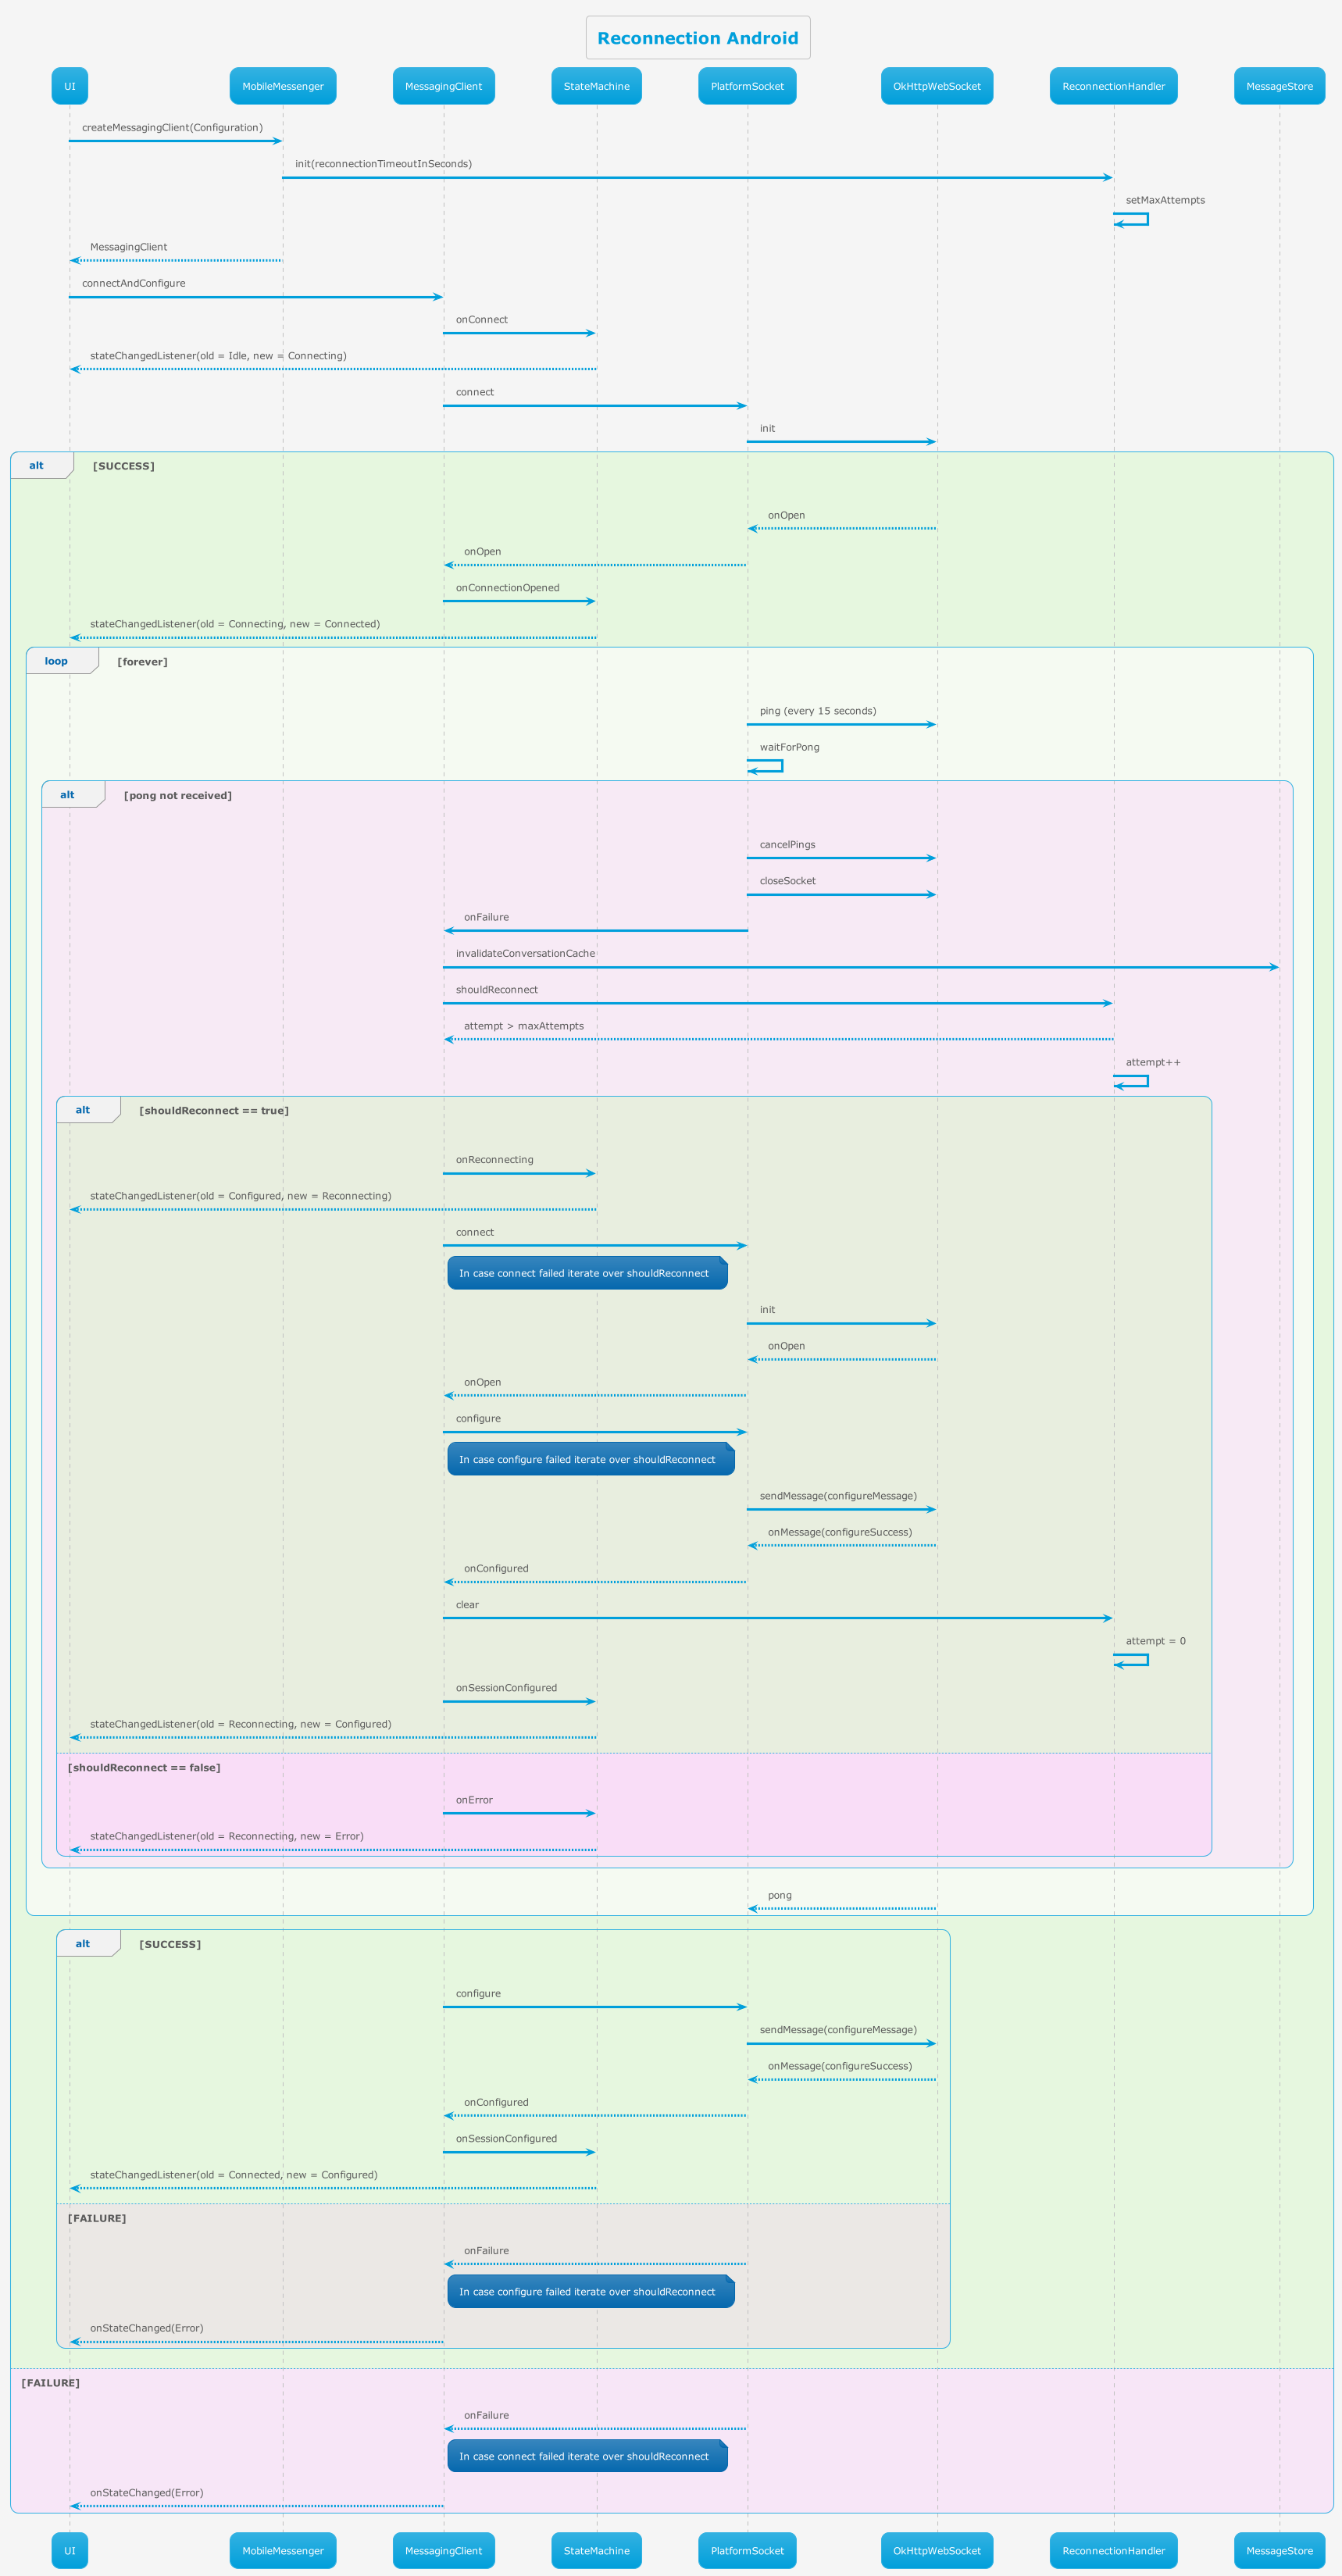 Reconnection Android
UI MobileMessenger MessagingClient StateMachine PlatformSocket OkHttpWebSocket ReconnectionHandler MessageStore
createMessagingClient(Configuration)
init(reconnectionTimeoutInSeconds)
setMaxAttempts
MessagingClient
connectAndConfigure
onConnect
stateChangedListener(old = Idle, new = Connecting)
connect
init
alt [SUCCESS]
onOpen
onOpen
onConnectionOpened
stateChangedListener(old = Connecting, new = Connected)
loop [forever]
ping (every 15 seconds)
waitForPong
alt [pong not received]
cancelPings
closeSocket
onFailure
invalidateConversationCache
shouldReconnect
attempt > maxAttempts
attempt++
alt [shouldReconnect == true]
onReconnecting
stateChangedListener(old = Configured, new = Reconnecting)
connect
In case connect failed iterate over shouldReconnect
init
onOpen
onOpen
configure
In case configure failed iterate over shouldReconnect
sendMessage(configureMessage)
onMessage(configureSuccess)
onConfigured
clear
attempt = 0
onSessionConfigured
stateChangedListener(old = Reconnecting, new = Configured)
[shouldReconnect == false]
onError
stateChangedListener(old = Reconnecting, new = Error)
pong
alt [SUCCESS]
configure
sendMessage(configureMessage)
onMessage(configureSuccess)
onConfigured
onSessionConfigured
stateChangedListener(old = Connected, new = Configured)
[FAILURE]
onFailure
In case configure failed iterate over shouldReconnect
onStateChanged(Error)
[FAILURE]
onFailure
In case connect failed iterate over shouldReconnect
onStateChanged(Error)
UI MobileMessenger MessagingClient StateMachine PlatformSocket OkHttpWebSocket ReconnectionHandler MessageStore